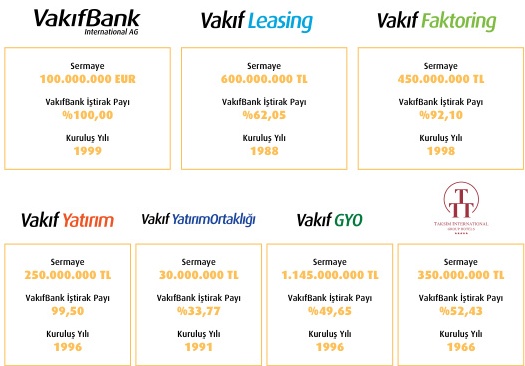 VakıfBank
International AG
Sermaye
100.000.000 EUR
VakıfBank İştirak Payı
%100,00
Kuruluş Yılı
1999
Vakıf Leasing
Sermaye
600.000.000 TL
VakıfBank İştirak Payı
%62,05
Kuruluş Yılı
1988
Vakıf Faktoring
Sermaye
450.000.000 TL
VakıfBank İştirak Payı
%92,10
Kuruluş Yılı
1998
Vakıf Yatırım
Sermaye
250.000.000 TL
VakıfBank İştirak Payı
99,50
Kuruluş Yılı
1996
Vakıf YatırımOrtaklığı
Sermaye
30.000.000 TL
VakıfBank İştirak Payı
%33,77
Kuruluş Yılı
1991
Vakıf GYO
Sermaye
1.145.000.000 TL
VakıfBank İştirak Payı
%49,65
Kuruluş Yılı
1996
TTT
TAKSIM INTERNATIONAL
GROUP HOTELS
Sermaye
350.000.000 TL
VakıfBank İştirak Payı
%52,43
Kuruluş Yılı
1966